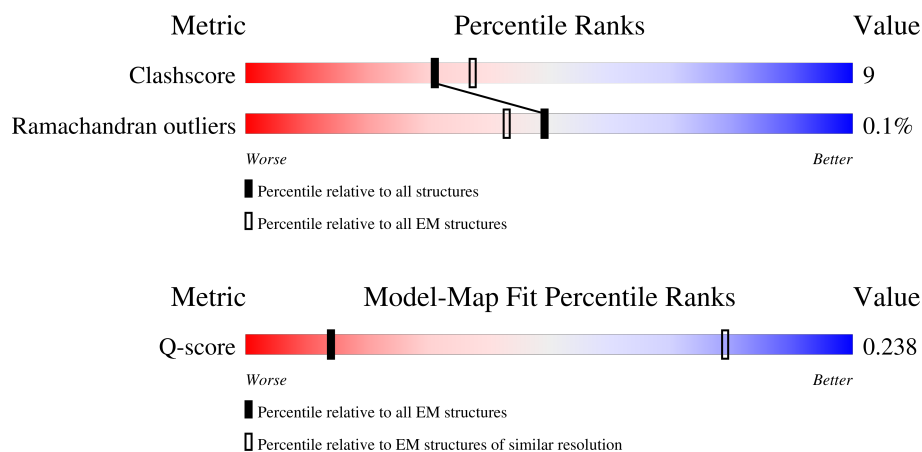 Metric Percentile Ranks Value
Clashscore 9
Ramachandran outliers 0.1%
Worse Better
Percentile relative to all structures
Percentile relative to all EM structures
Metric Model-Map Fit Percentile Ranks Value
Q-score 0.238
Worse Better
Percentile relative to all EM structures
Percentile relative to EM structures of similar resolution